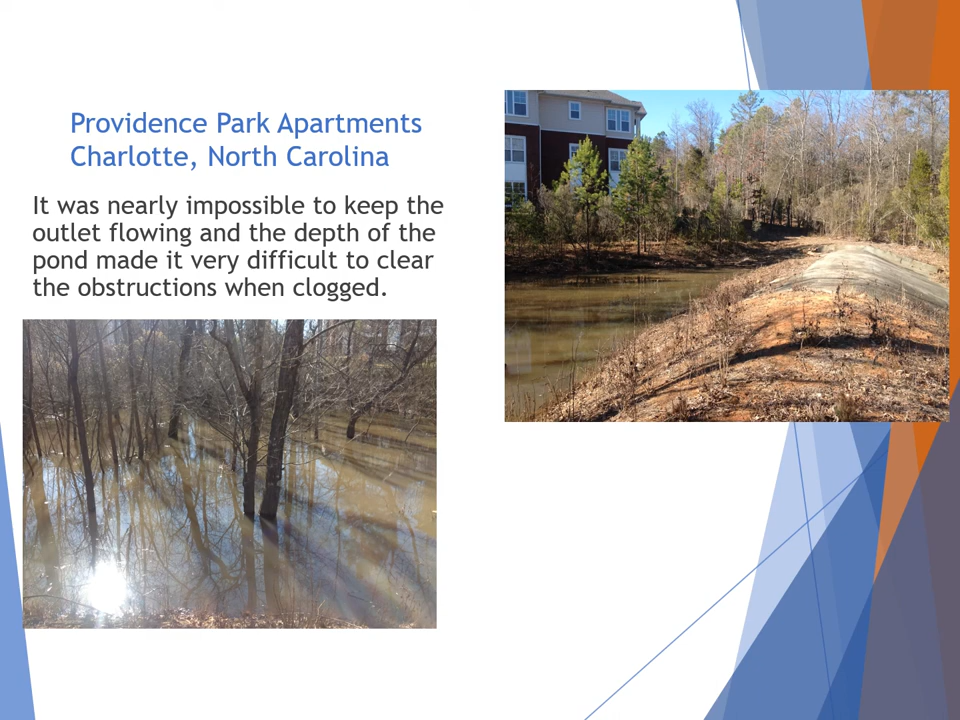 Providence Park Apartments
Charlotte, North Carolina
It was nearly impossible to keep the
outlet flowing and the depth of the
pond made it very difficult to clear
the obstructions when clogged.